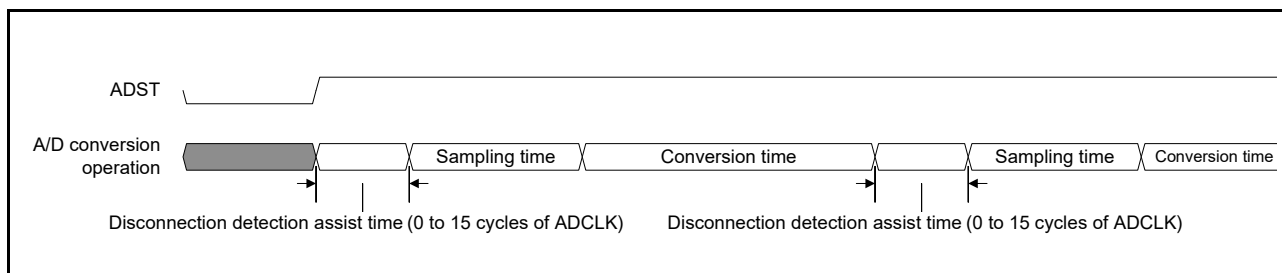 ADST
A/D conversion
operation
Sampling time
Conversion time
Sampling time
Conversion time
Disconnection detection assist time (0 to 15 cycles of ADCLK)
Disconnection detection assist time (0 to 15 cycles of ADCLK)